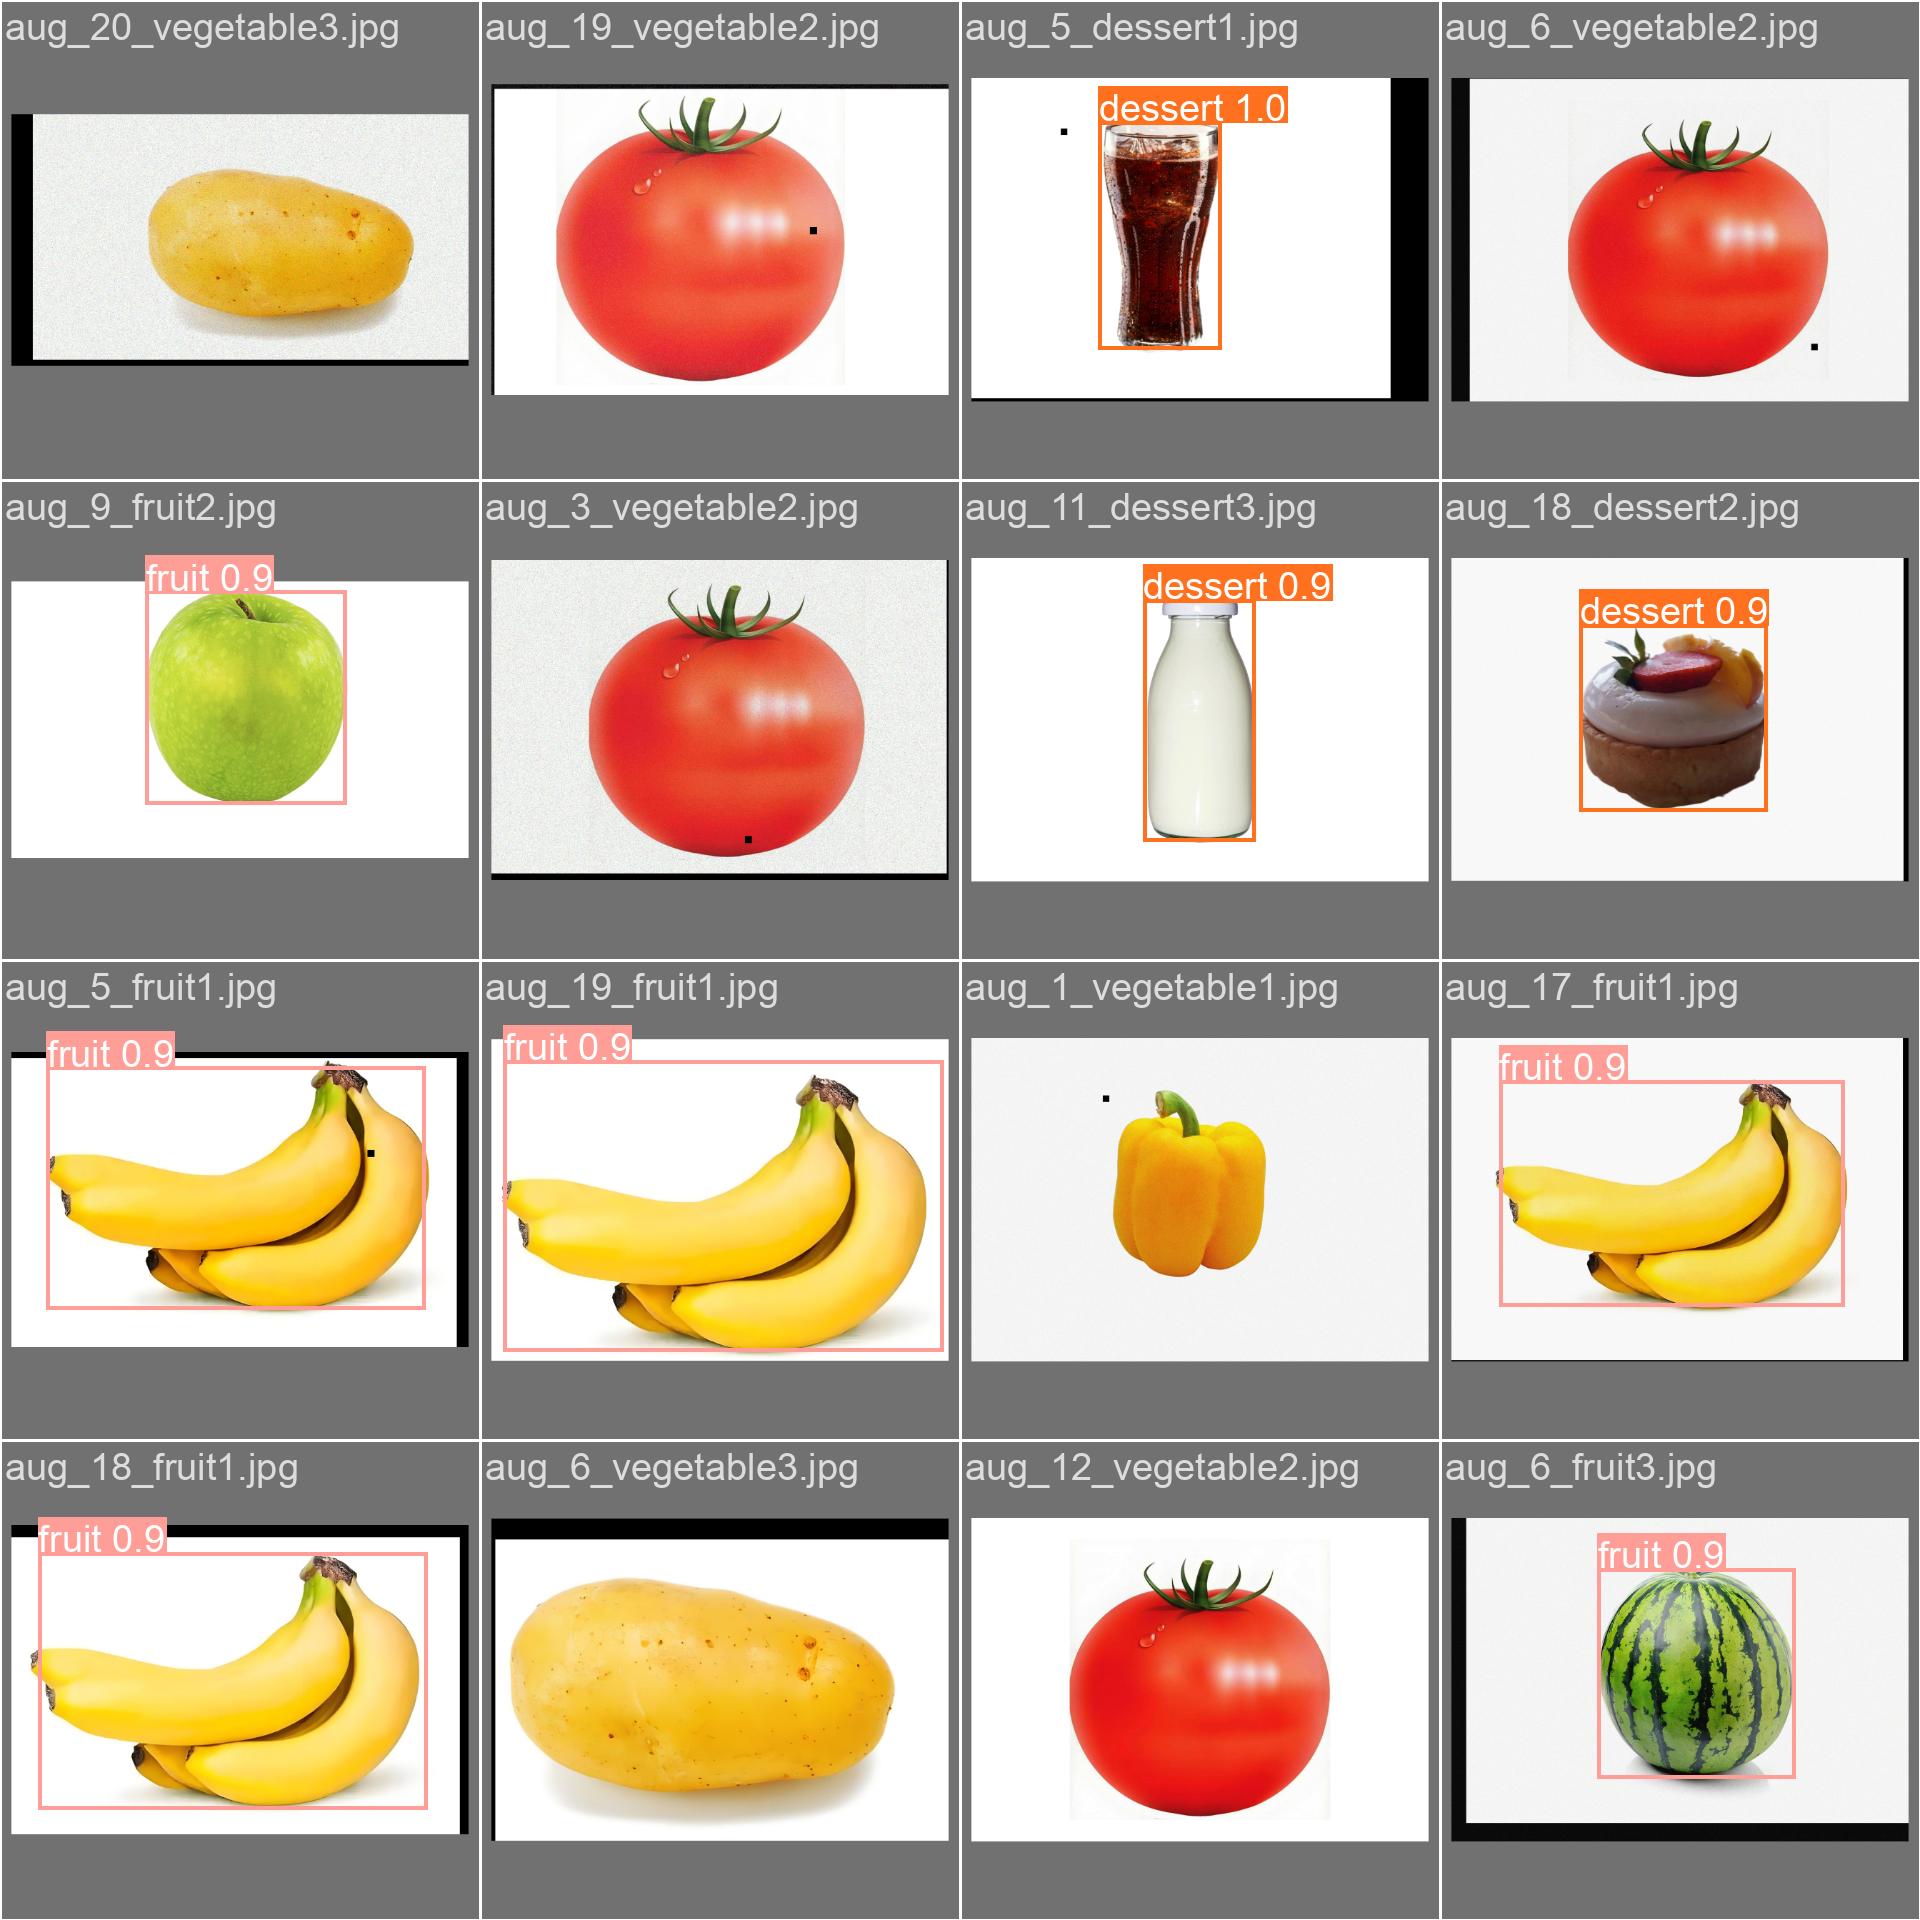 aug_20_vegetable3.jpg
aug_19_vegetable2.jpg
aug_5_dessert1.jpg
dessert 1.0
aug_6_vegetable2.jpg
aug_9_fruit2.jpg
fruit 0.9
aug_3_vegetable2.jpg
aug_11_dessert3.jpg
dessert 0.9
aug_18_dessert2.jpg
dessert 0.9
aug_5_fruit1.jpg
fruit 0.9
aug_19_fruit1.jpg
fruit 0.9
aug_1_vegetable1.jpg
aug_17_fruit1.jpg
fruit 0.9
aug_18_fruit1.jpg
fruit 0.9
aug_6_vegetable3.jpg
aug_12_vegetable2.jpg
aug_6_fruit3.jpg
fruit 0.9